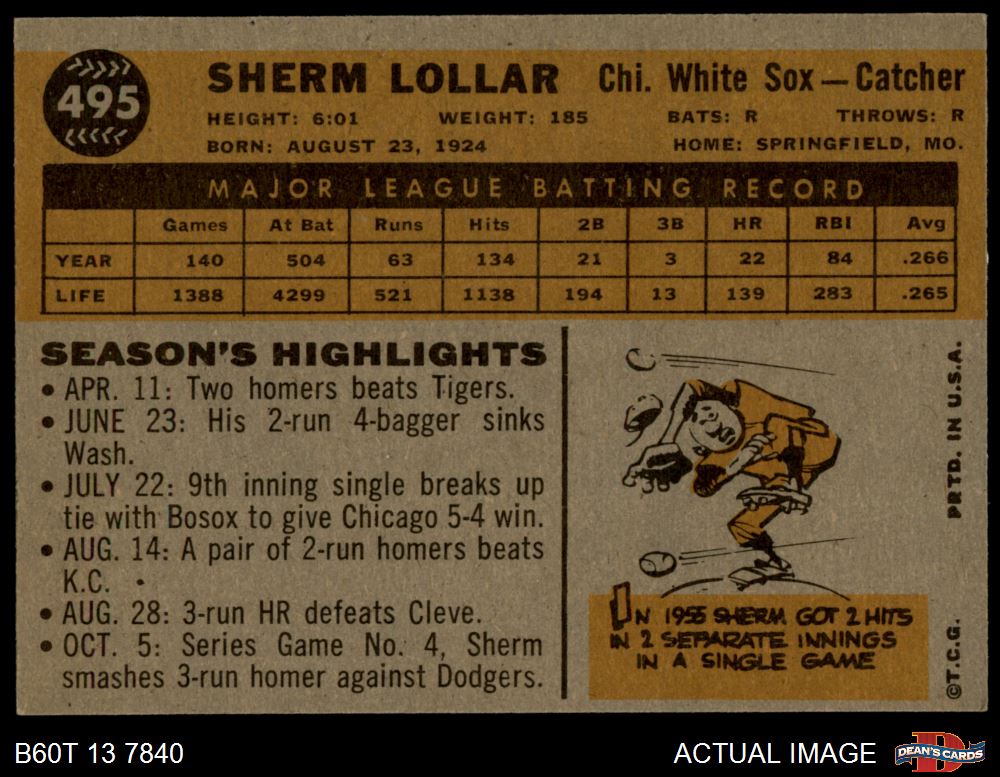 495
SHERM LOLLAR Chi. White Sox — Catcher
HEIGHT: 6:01 WEIGHT: 185 BATS: R THROWS: R
BORN: AUGUST 23, 1924 HOME: SPRINGFIELD, MO.
MAJOR LEAGUE BATTING RECORD
Games At Bat Runs Hits 2B 3B HR RBI Avg
YEAR 140 504 63 134 21 3 22 84 .266
LIFE 1388 4299 521 1138 194 13 139 283 .265
SEASON'S HIGHLIGHTS
• APR. 11: Two homers beats Tigers.
• JUNE 23: His 2-run 4-bagger sinks
Wash.
• JULY 22: 9th inning single breaks up
tie with Bosox to give Chicago 5-4 win.
• AUG. 14: A pair of 2-run homers beats
K.C.
• AUG. 28: 3-run HR defeats Cleve.
• OCT. 5: Series Game No. 4, Sherm
smashes 3-run homer against Dodgers.
IN 1955 SHERM GOT 2 HITS
IN 2 SEPARATE INNINGS
IN A SINGLE GAME
©T.C.G. PRTD. IN U.S.A.
B60T 13 7840 ACTUAL IMAGE DEAN'S CARDS